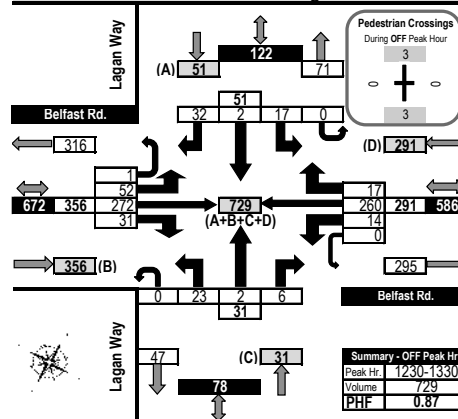 Lagan Way
122
Pedestrian Crossings
During OFF Peak Hour
3
0 0
3
(A) 51 71
51
32 2 17 0
Belfast Rd.
316
(D) 291
1
52
272
31
672 356
729
(A+B+C+D)
17
260
14
0
291 586
356 (B)
295
0 23 2 6
31
Belfast Rd.
Lagan Way
47
(C) 31
78
Summary - OFF Peak Hr
Peak Hr. 1230-1330
Volume 729
PHF 0.87